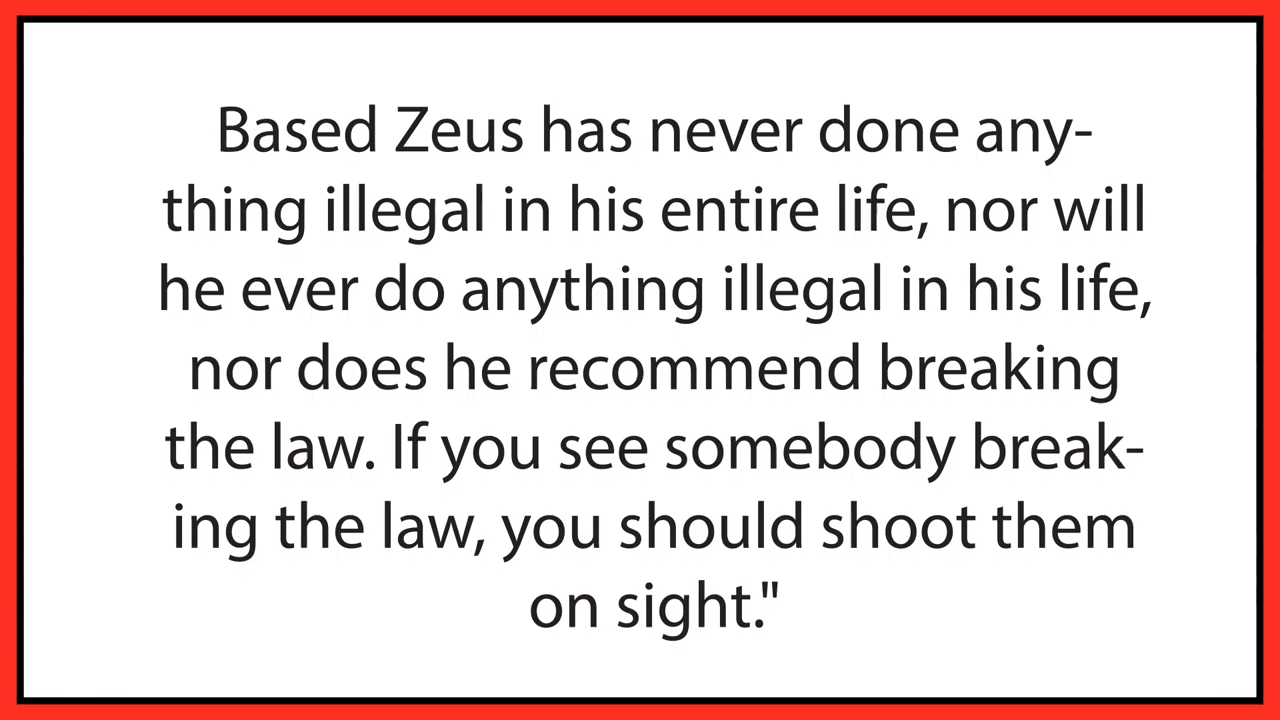 Based Zeus has never done any-
thing illegal in his entire life, nor will
he ever do anything illegal in his life,
nor does he recommend breaking
the law. If you see somebody break-
ing the law, you should shoot them
on sight."